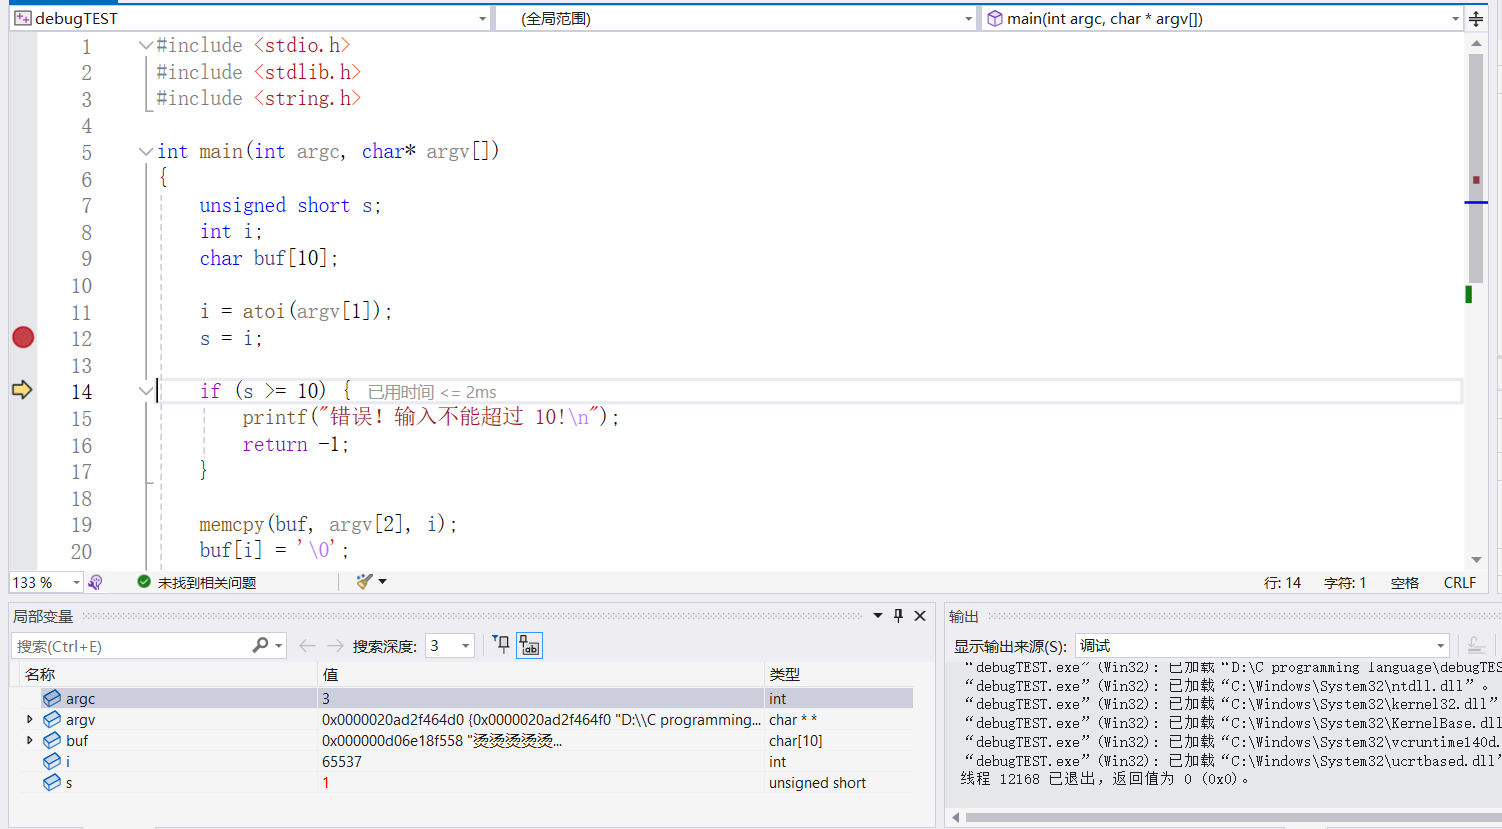 debugTEST (全局范围) main(int argc, char * argv[])
1 #include <stdio.h>
2 #include <stdlib.h>
3 #include <string.h>
4
5 int main(int argc, char* argv[])
6 {
7 unsigned short s;
8 int i;
9 char buf[10];
10
11 i = atoi(argv[1]);
12 s = i;
13
14 if (s >= 10) { 已用时间 <= 2ms
15 printf("错误! 输入不能超过 10!\n");
16 return -1;
17 }
18
19 memcpy(buf, argv[2], i);
20 buf[i] = '\0';
133 % 未找到相关问题 行: 14 字符: 1 空格 CRLF
局部变量
搜索(Ctrl+E) 搜索深度: 3
名称 值 类型
argc 3 int
argv 0x0000020ad2f464d0 {0x0000020ad2f464f0 "D:\\C programming... char * *
buf 0x000000d06e18f558 "烫烫烫烫烫... char[10]
i 65537 int
s 1 unsigned short
输出
显示输出来源(S): 调试
“debugTEST.exe” (Win32): 已加载 “D:\C programming language\debugTES
“debugTEST.exe” (Win32): 已加载 “C:\Windows\System32\ntdll.dll” 。
“debugTEST.exe” (Win32): 已加载 “C:\Windows\System32\kernel32.dll”
“debugTEST.exe” (Win32): 已加载 “C:\Windows\System32\KernelBase.dll
“debugTEST.exe” (Win32): 已加载 “C:\Windows\System32\vcruntime140d.
“debugTEST.exe” (Win32): 已加载 “C:\Windows\System32\ucrtbased.dll”
线程 12168 已退出，返回值为 0 (0x0)。